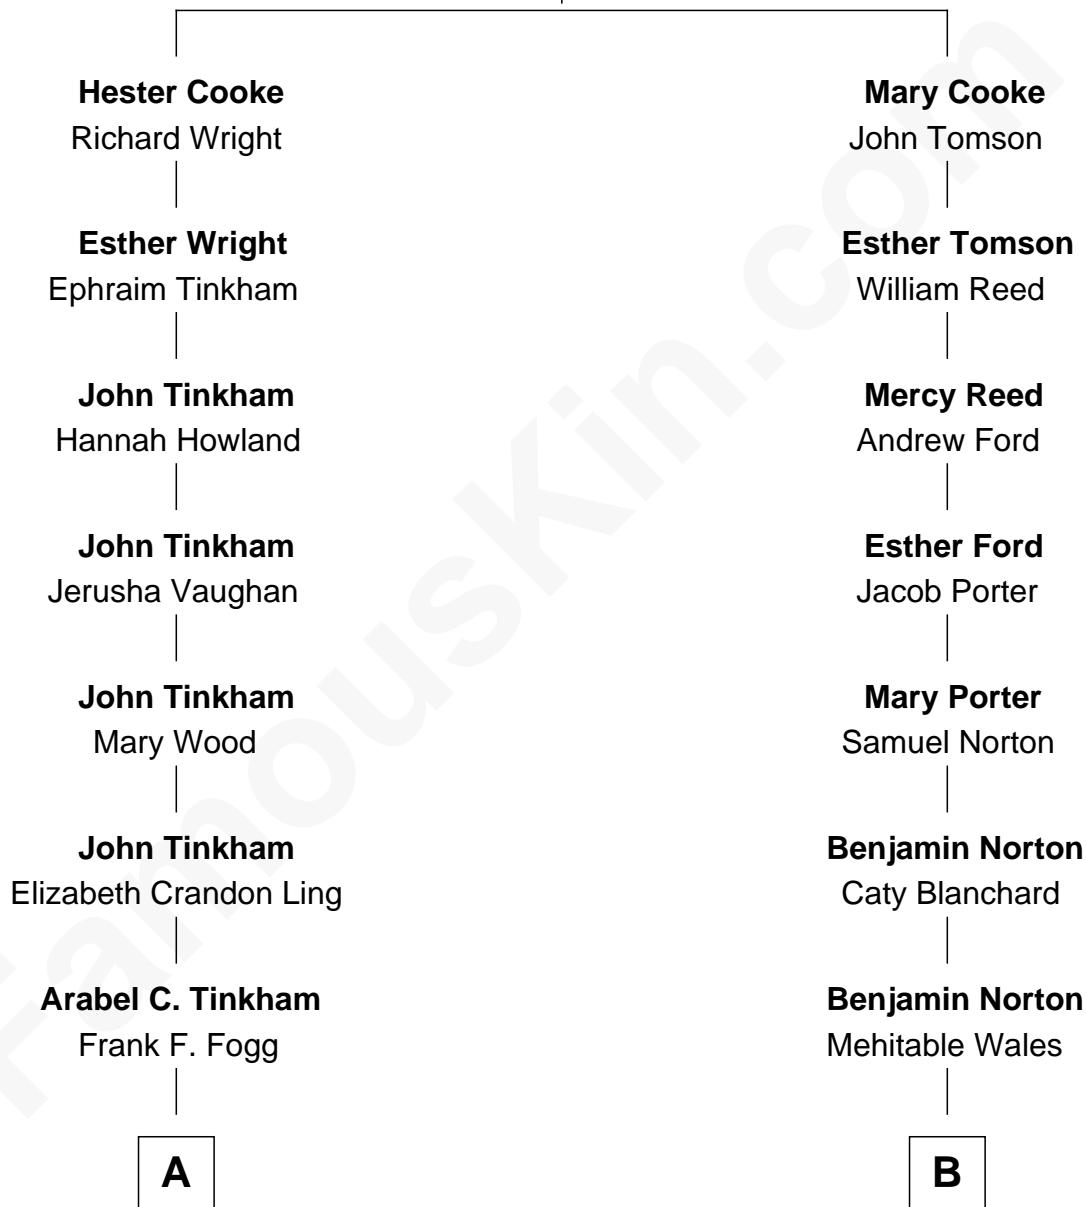 Hester Cooke
Richard Wright
Esther Wright
Ephraim Tinkham
John Tinkham
Hannah Howland
John Tinkham
Jerusha Vaughan
John Tinkham
Mary Wood
John Tinkham
Elizabeth Crandon Ling
Arabel C. Tinkham
Frank F. Fogg
A
Mary Cooke
John Tomson
Esther Tomson
William Reed
Mercy Reed
Andrew Ford
Esther Ford
Jacob Porter
Mary Porter
Samuel Norton
Benjamin Norton
Caty Blanchard
Benjamin Norton
Mehitable Wales
B
FamousKin.com